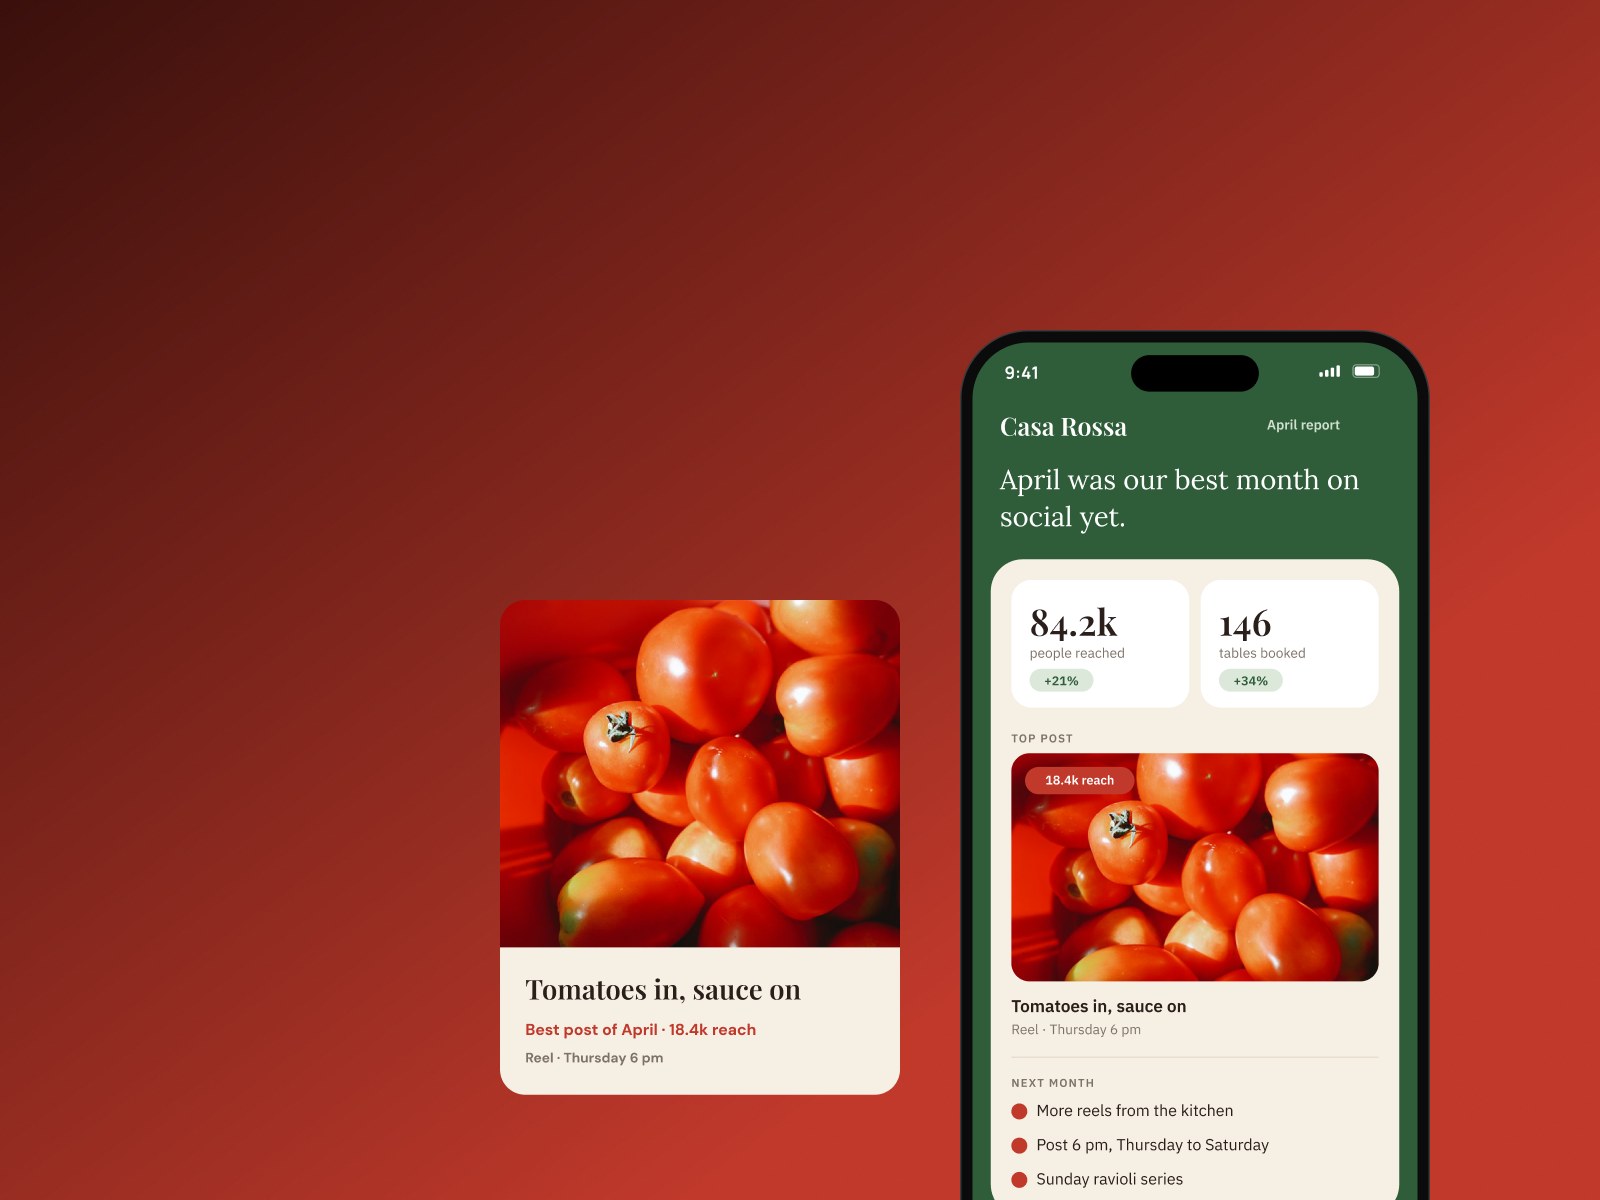 Tomatoes in, sauce on
Best post of April · 18.4k reach
Reel · Thursday 6 pm
9:41
Casa Rossa
April report
April was our best month on
social yet.
84.2k
people reached
+21%
146
tables booked
+34%
TOP POST
18.4k reach
Tomatoes in, sauce on
Reel · Thursday 6 pm
NEXT MONTH
More reels from the kitchen
Post 6 pm, Thursday to Saturday
Sunday ravioli series